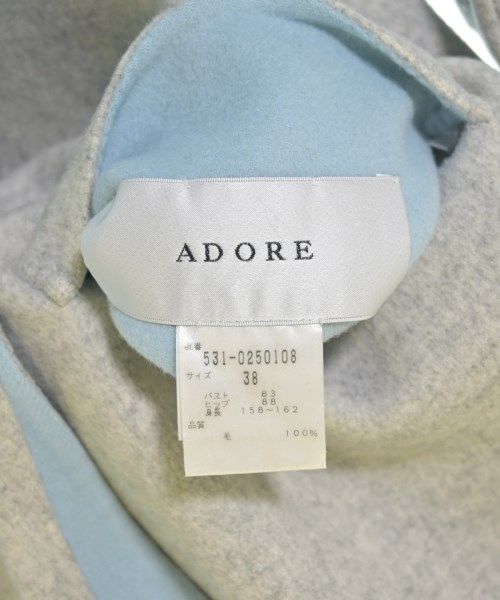 ADORE
品番
531-0250108
サイズ
38
バスト 83
ヒップ 88
身長 158～162
品質
毛 100%